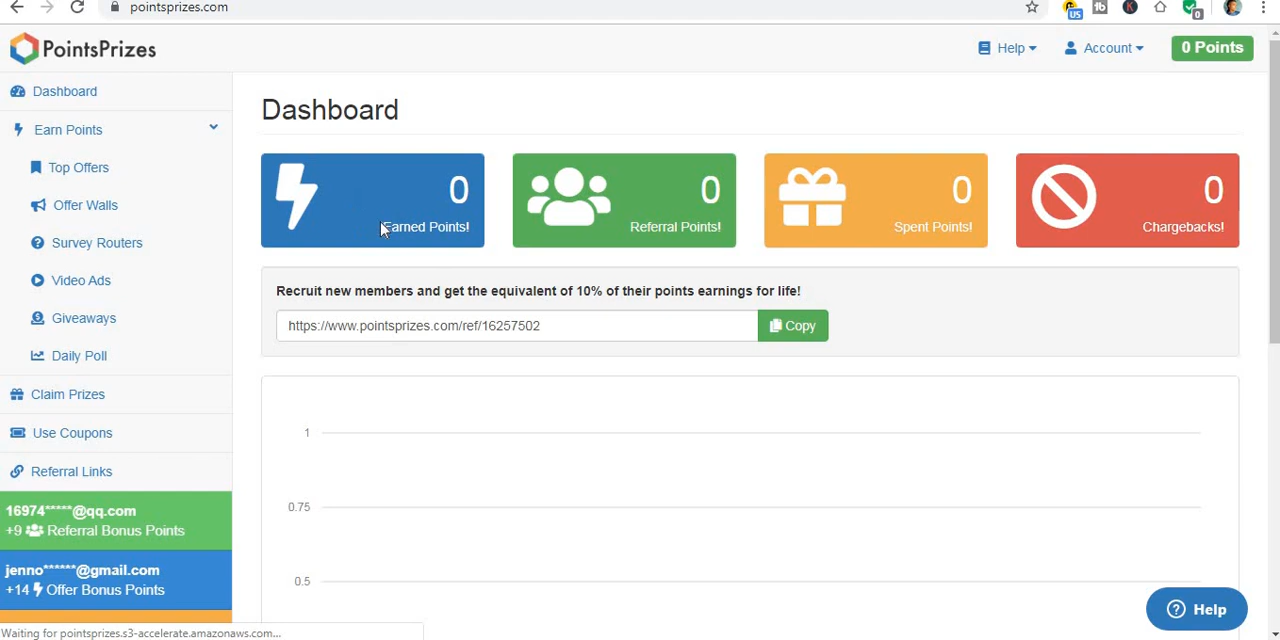 pointsprizes.com
US
tb
K
0
PointsPrizes
Help
Account
0 Points
Dashboard
Earn Points
Top Offers
Offer Walls
Survey Routers
Video Ads
Giveaways
Daily Poll
Claim Prizes
Use Coupons
Referral Links
16974*****@qq.com
+9 Referral Bonus Points
jenno******@gmail.com
+14 Offer Bonus Points
Waiting for pointsprizes.s3-accelerate.amazonaws.com...
Dashboard
0
Earned Points!
0
Referral Points!
0
Spent Points!
0
Chargebacks!
Recruit new members and get the equivalent of 10% of their points earnings for life!
https://www.pointsprizes.com/ref/16257502
Copy
1
0.75
0.5
Help